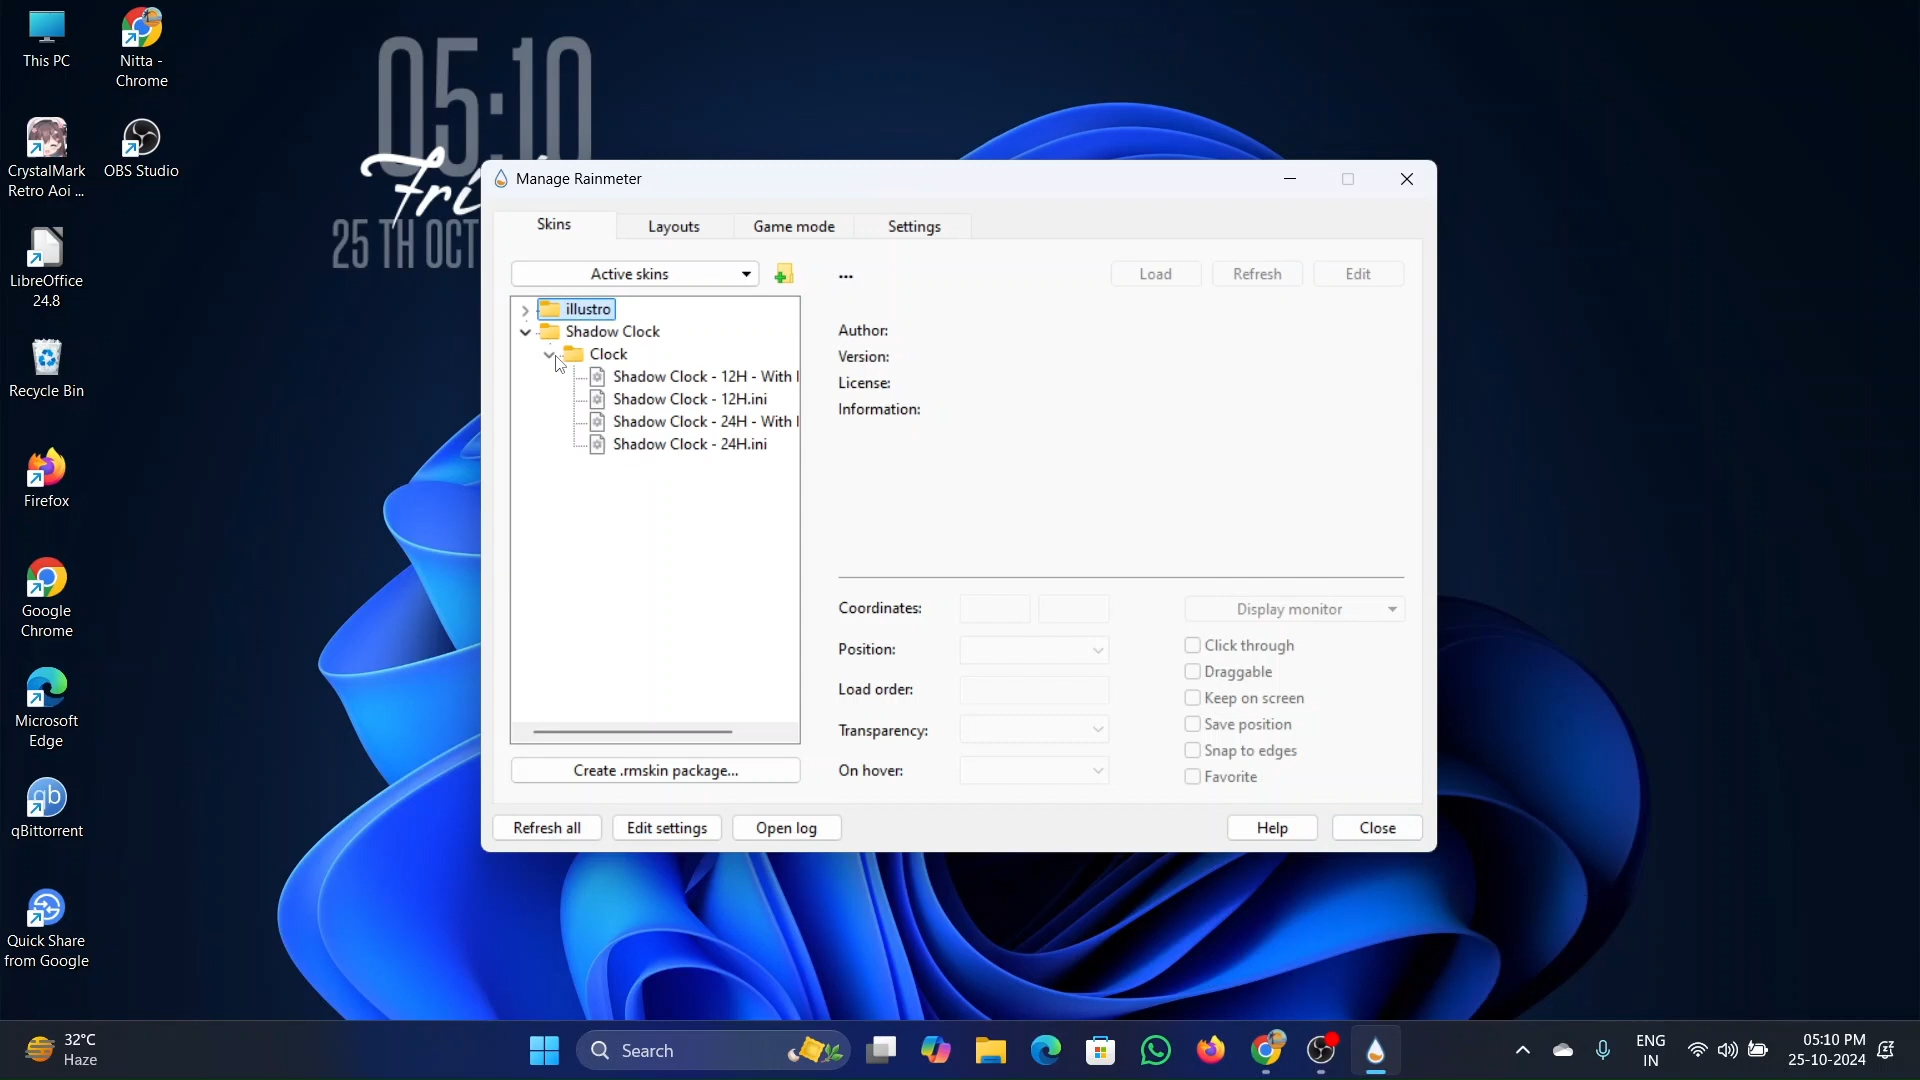 This PC
Nitta -
Chrome
CrystalMark
Retro Aoi ...
OBS Studio
LibreOffice
24.8
Recycle Bin
Firefox
Google
Chrome
Microsoft
Edge
qBittorrent
Quick Share
from Google
05:10
Fri
25 TH OCT
Manage Rainmeter
Skins
Layouts
Game mode
Settings
Active skins
...
Load
Refresh
Edit
illustro
Shadow Clock
Clock
Shadow Clock - 12H - With
Shadow Clock - 12H.ini
Shadow Clock - 24H - With
Shadow Clock - 24H.ini
Author:
Version:
License:
Information:
Coordinates:
Position:
Load order:
Transparency:
On hover:
Display monitor
Click through
Draggable
Keep on screen
Save position
Snap to edges
Favorite
Create .rmskin package...
Refresh all
Edit settings
Open log
Help
Close
32°C
Haze
Search
ENG
IN
05:10 PM
25-10-2024